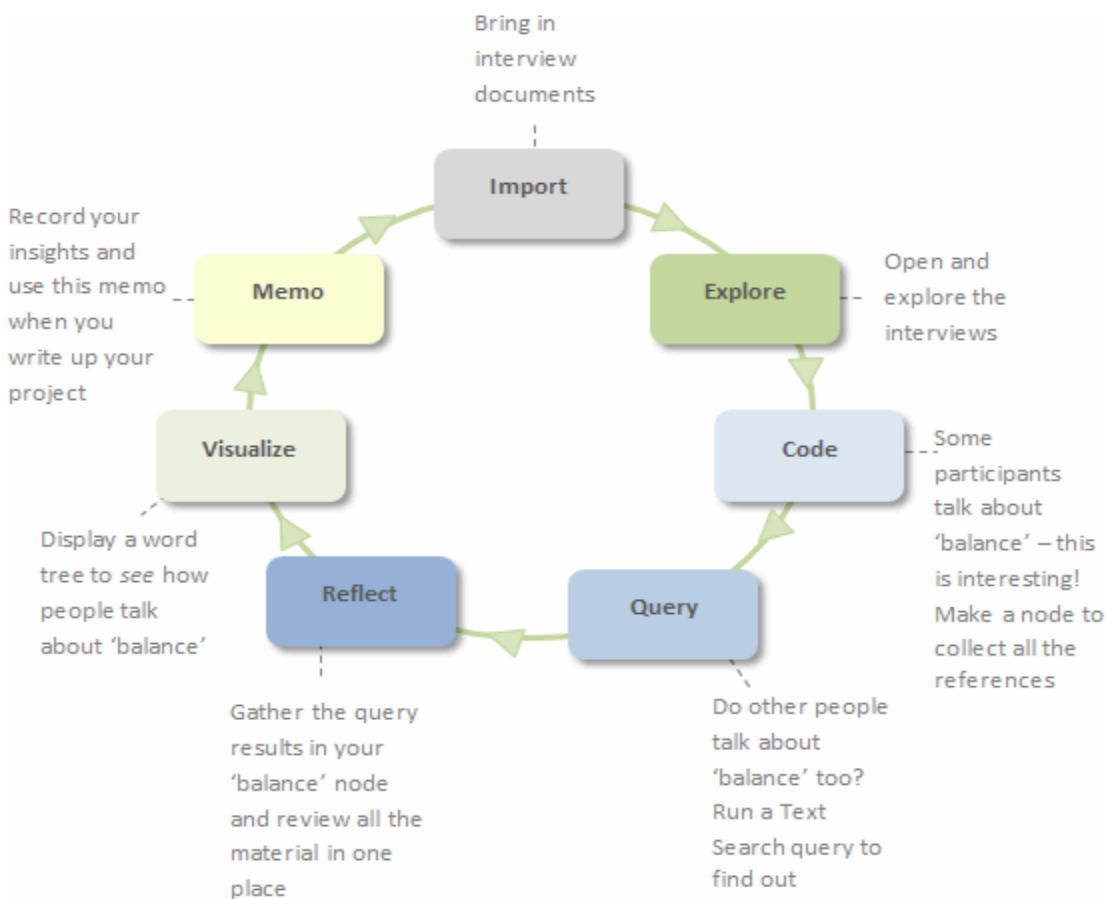 Bring in
interview
documents
Import
Explore
Open and
explore the
interviews
Code
Some
participants
talk about
‘balance’ – this
is interesting!
Make a node to
collect all the
references
Query
Do other people
talk about
‘balance’ too?
Run a Text
Search query to
find out
Reflect
Gather the query
results in your
‘balance’ node
and review all the
material in one
place
Visualize
Display a word
tree to see how
people talk
about ‘balance’
Memo
Record your
insights and
use this memo
when you
write up your
project